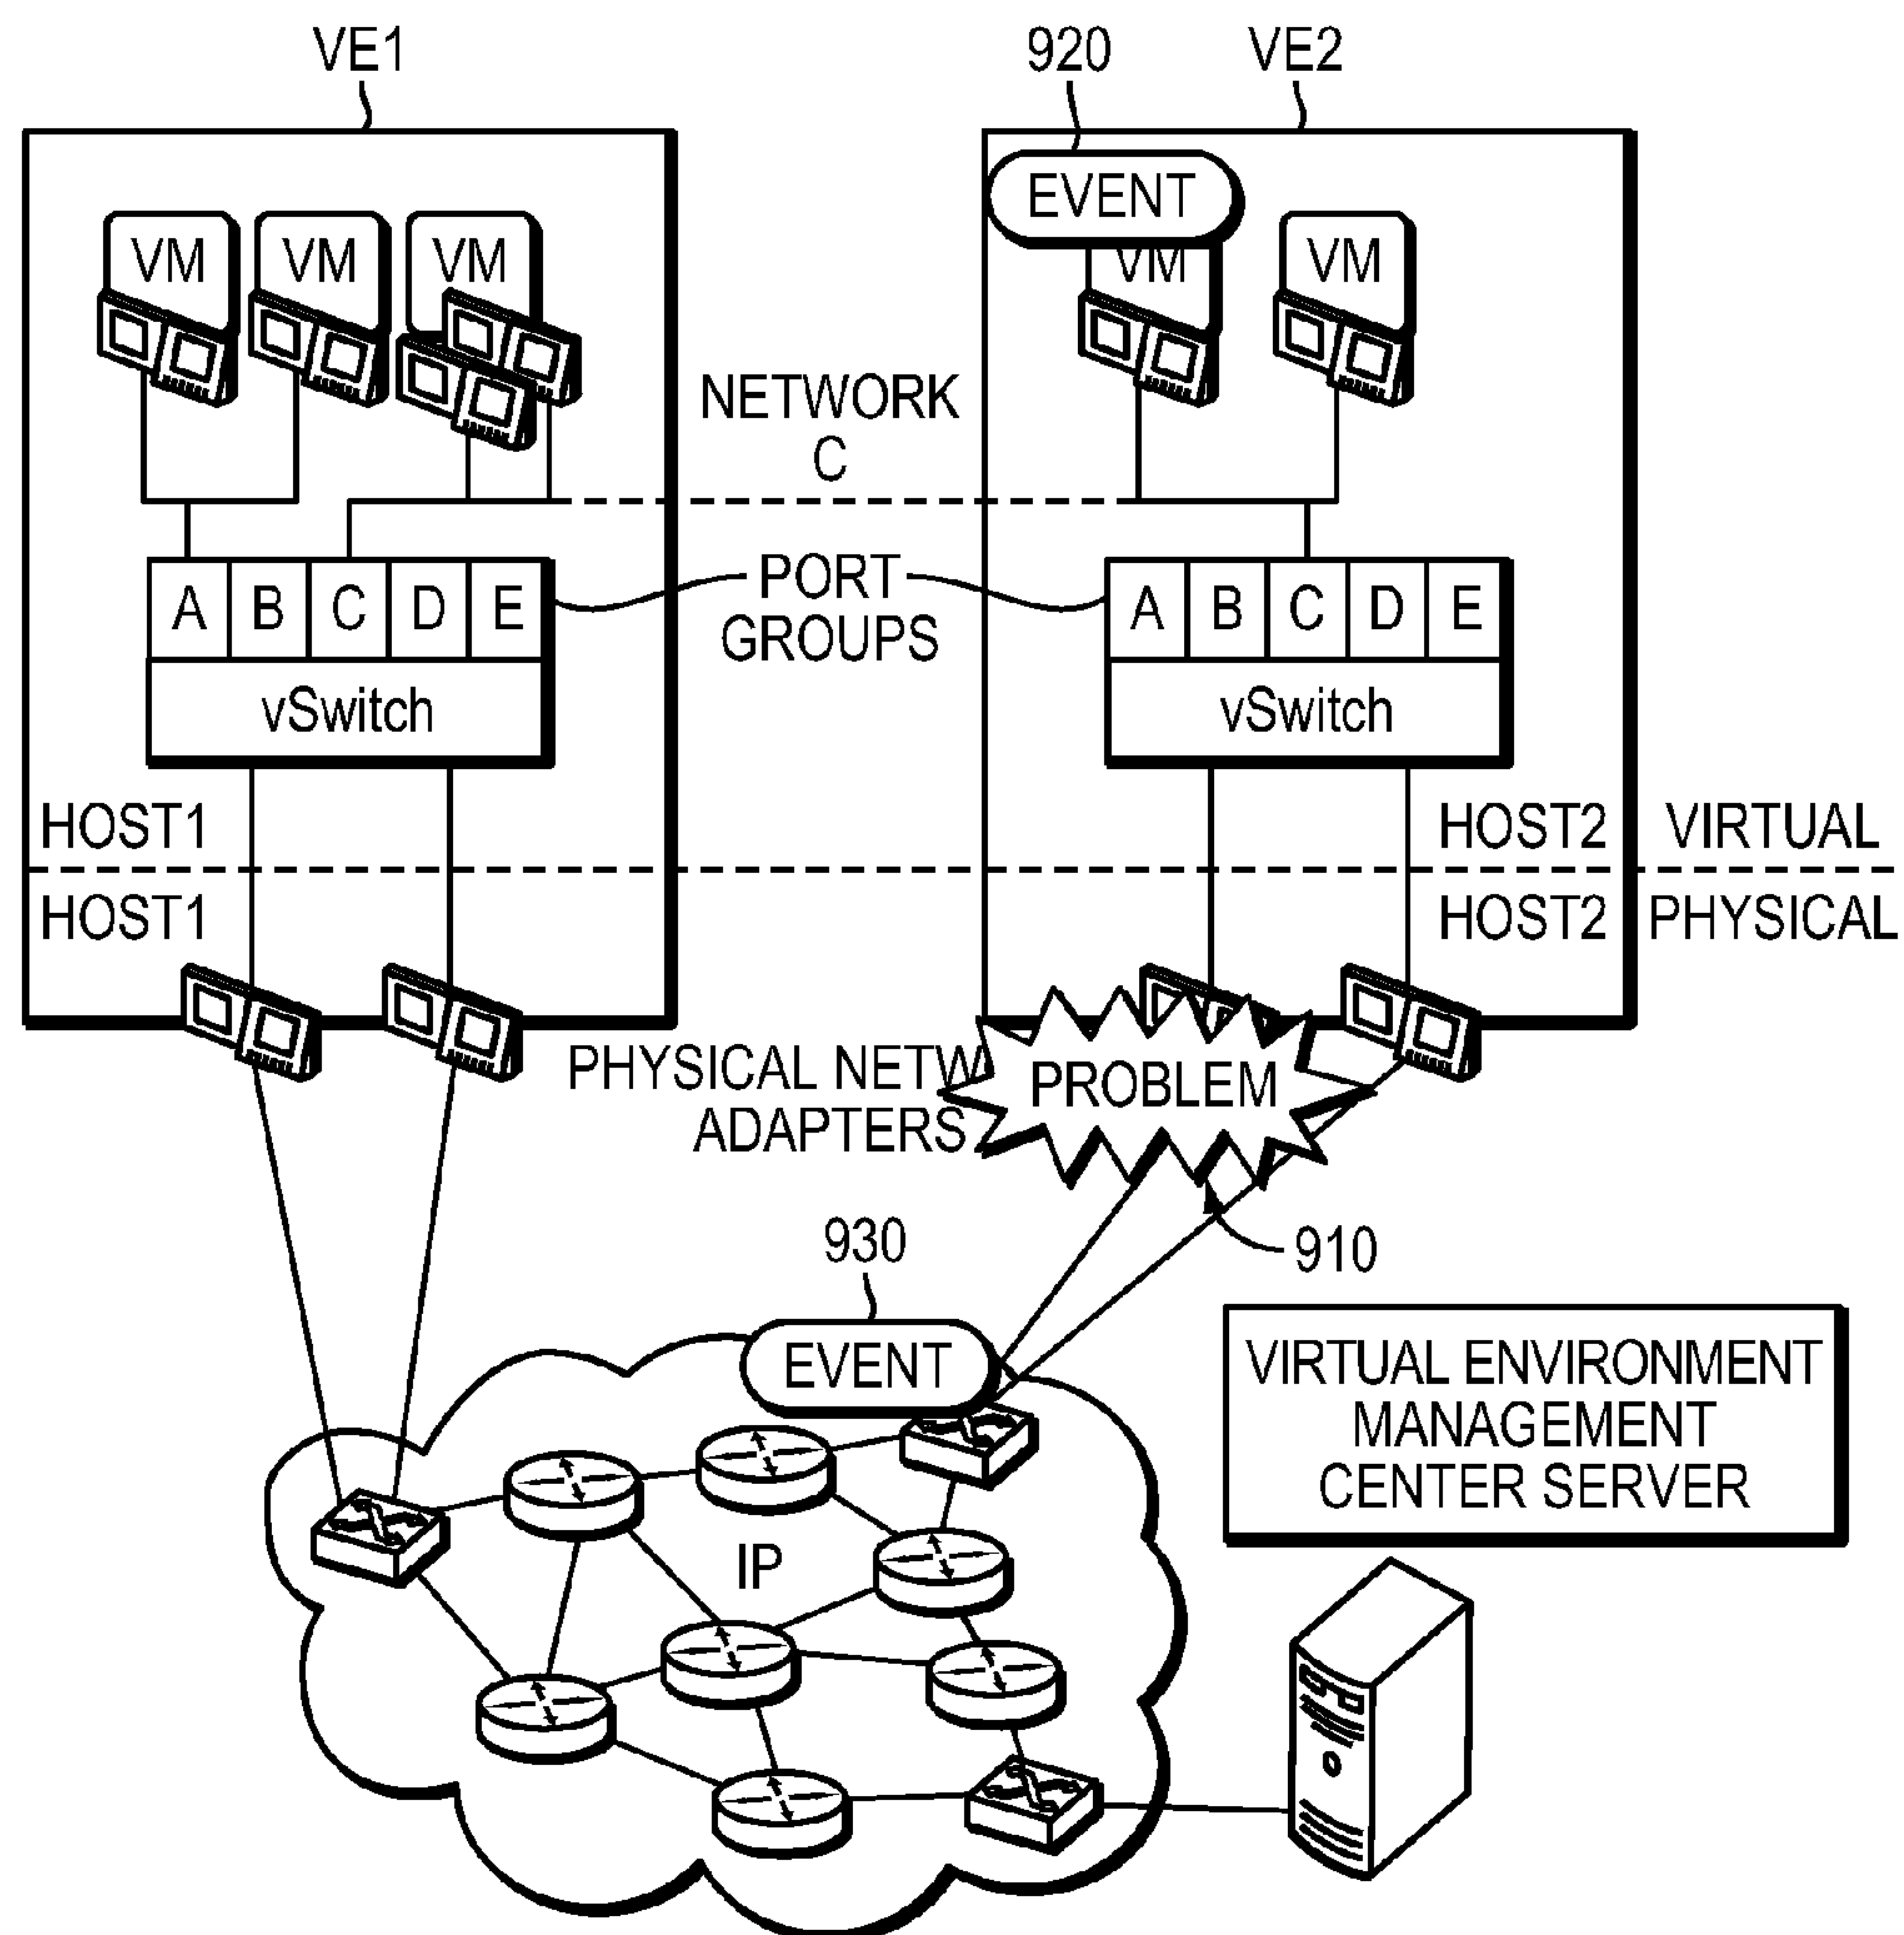 VE1
920
VE2
EVENT
VM
VM
VM
VM
VM
NETWORK
C
A B C D E
PORT
GROUPS
A B C D E
vSwitch
vSwitch
HOST1
HOST2
VIRTUAL
HOST1
HOST2
PHYSICAL
PHYSICAL NETW
ADAPTERS
PROBLEM
930
910
EVENT
VIRTUAL ENVIRONMENT
MANAGEMENT
CENTER SERVER
IP